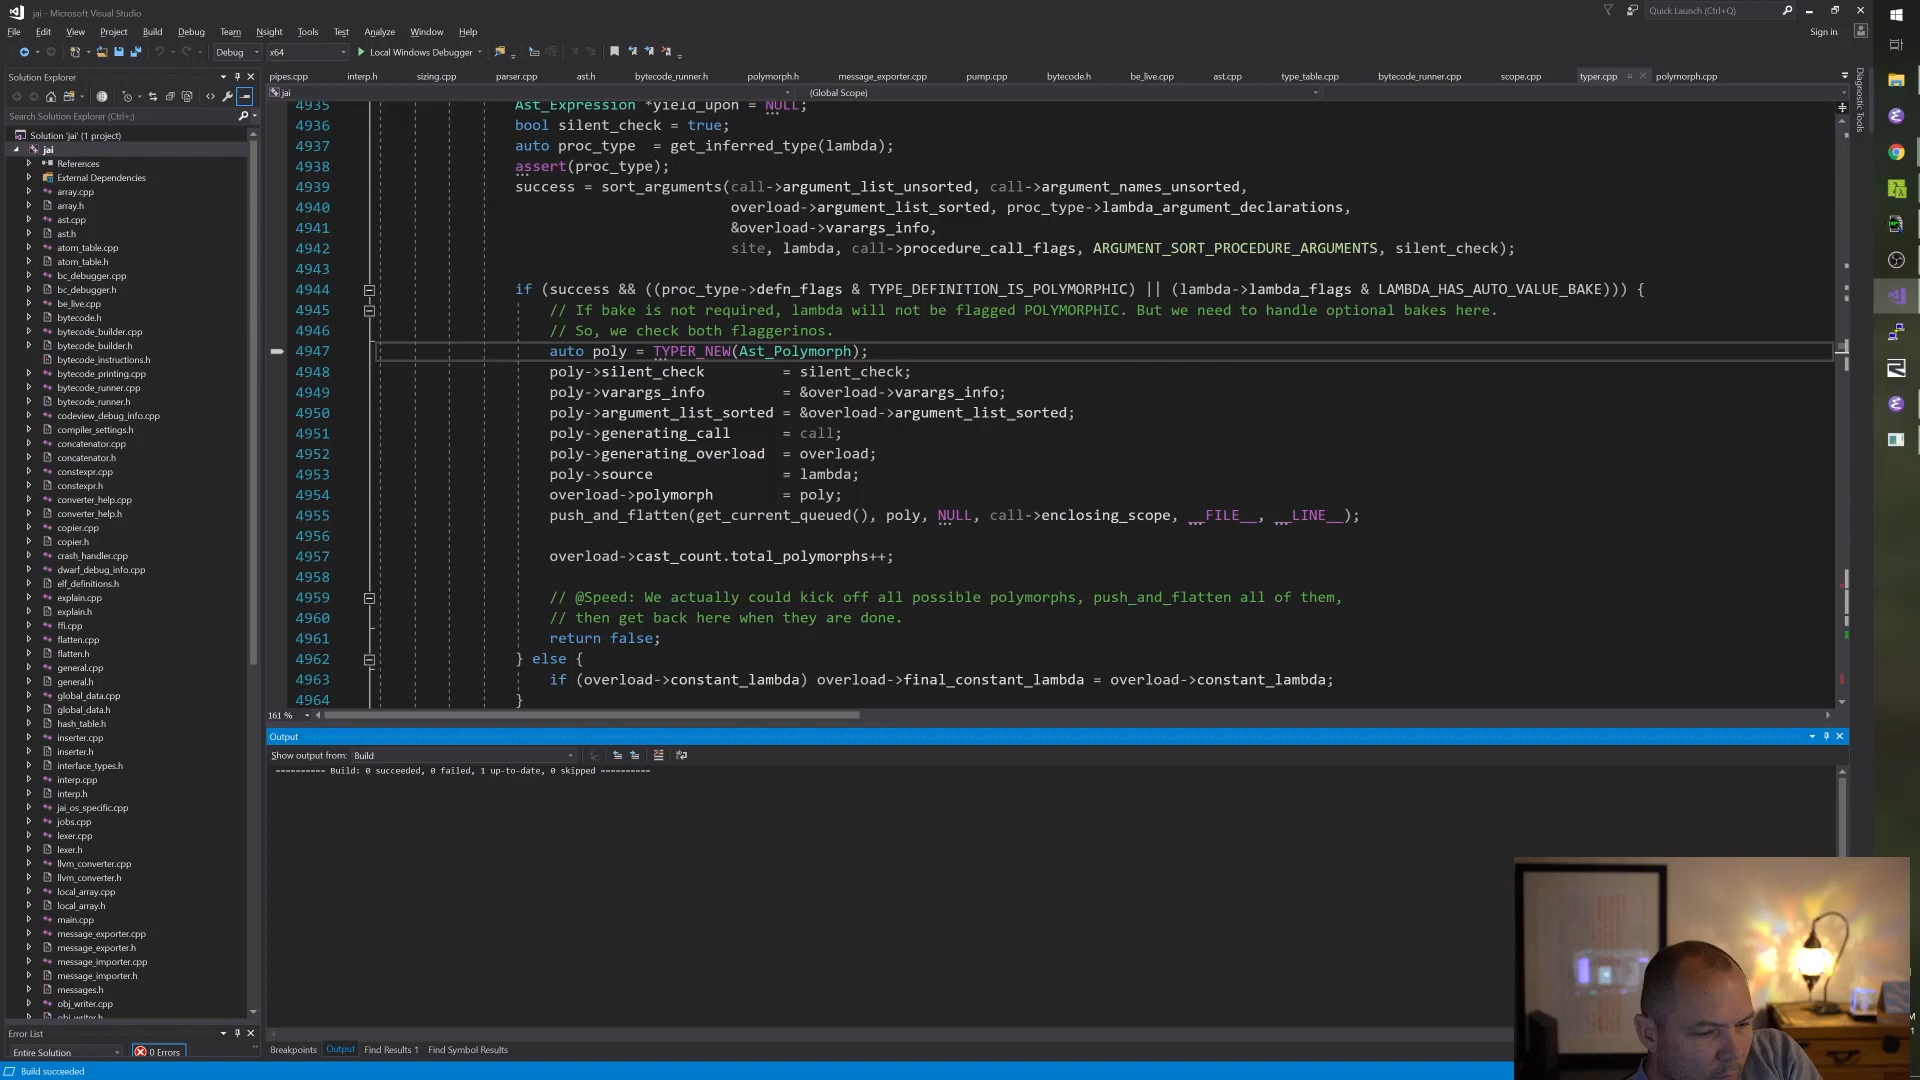 jai - Microsoft Visual Studio
Quick Launch (Ctrl+Q)
File Edit View Project Build Debug Team Nsight Tools Test Analyze Window Help
Sign in
Debug x64 Local Windows Debugger
Solution Explorer
pipes.cpp interp.h sizing.cpp parser.cpp ast.h bytecode_runner.h polymorph.h message_exporter.cpp pump.cpp bytecode.h be_live.cpp ast.cpp type_table.cpp bytecode_runner.cpp scope.cpp typer.cpp polymorph.cpp
jai (Global Scope)
Diagnostic Tools
Search Solution Explorer (Ctrl+;)
Solution 'jai' (1 project)
jai
References
External Dependencies
array.cpp
array.h
ast.cpp
ast.h
atom_table.cpp
atom_table.h
bc_debugger.cpp
bc_debugger.h
be_live.cpp
bytecode.h
bytecode_builder.cpp
bytecode_builder.h
bytecode_instructions.h
bytecode_printing.cpp
bytecode_runner.cpp
bytecode_runner.h
codeview_debug_info.cpp
compiler_settings.h
concatenator.cpp
concatenator.h
constexpr.cpp
constexpr.h
converter_help.cpp
converter_help.h
copier.cpp
copier.h
crash_handler.cpp
dwarf_debug_info.cpp
elf_definitions.h
explain.cpp
explain.h
ffi.cpp
flatten.cpp
flatten.h
general.cpp
general.h
global_data.cpp
global_data.h
hash_table.h
inserter.cpp
inserter.h
interface_types.h
interp.cpp
interp.h
jai_os_specific.cpp
jobs.cpp
lexer.cpp
lexer.h
llvm_converter.cpp
llvm_converter.h
local_array.cpp
local_array.h
main.cpp
message_exporter.cpp
message_exporter.h
message_importer.cpp
message_importer.h
messages.h
obj_writer.cpp
obj_writer.h
4935 Ast_Expression *yield_upon = NULL;
4936 bool silent_check = true;
4937 auto proc_type  = get_inferred_type(lambda);
4938 assert(proc_type);
4939 success = sort_arguments(call->argument_list_unsorted, call->argument_names_unsorted,
4940 overload->argument_list_sorted, proc_type->lambda_argument_declarations,
4941 &overload->varargs_info,
4942 site, lambda, call->procedure_call_flags, ARGUMENT_SORT_PROCEDURE_ARGUMENTS, silent_check);
4943
4944 if (success && ((proc_type->defn_flags & TYPE_DEFINITION_IS_POLYMORPHIC) || (lambda->lambda_flags & LAMBDA_HAS_AUTO_VALUE_BAKE))) {
4945 // If bake is not required, lambda will not be flagged POLYMORPHIC. But we need to handle optional bakes here.
4946 // So, we check both flaggerinos.
4947 auto poly = TYPER_NEW(Ast_Polymorph);
4948 poly->silent_check = silent_check;
4949 poly->varargs_info = &overload->varargs_info;
4950 poly->argument_list_sorted = &overload->argument_list_sorted;
4951 poly->generating_call = call;
4952 poly->generating_overload = overload;
4953 poly->source = lambda;
4954 overload->polymorph = poly;
4955 push_and_flatten(get_current_queued(), poly, NULL, call->enclosing_scope, __FILE__, __LINE__);
4956
4957 overload->cast_count.total_polymorphs++;
4958
4959 // @Speed: We actually could kick off all possible polymorphs, push_and_flatten all of them,
4960 // then get back here when they are done.
4961 return false;
4962 } else {
4963 if (overload->constant_lambda) overload->final_constant_lambda = overload->constant_lambda;
4964 }
161 %
Output
Show output from: Build
========== Build: 0 succeeded, 0 failed, 1 up-to-date, 0 skipped ==========
Error List
Entire Solution 0 Errors
Breakpoints Output Find Results 1 Find Symbol Results
Build succeeded